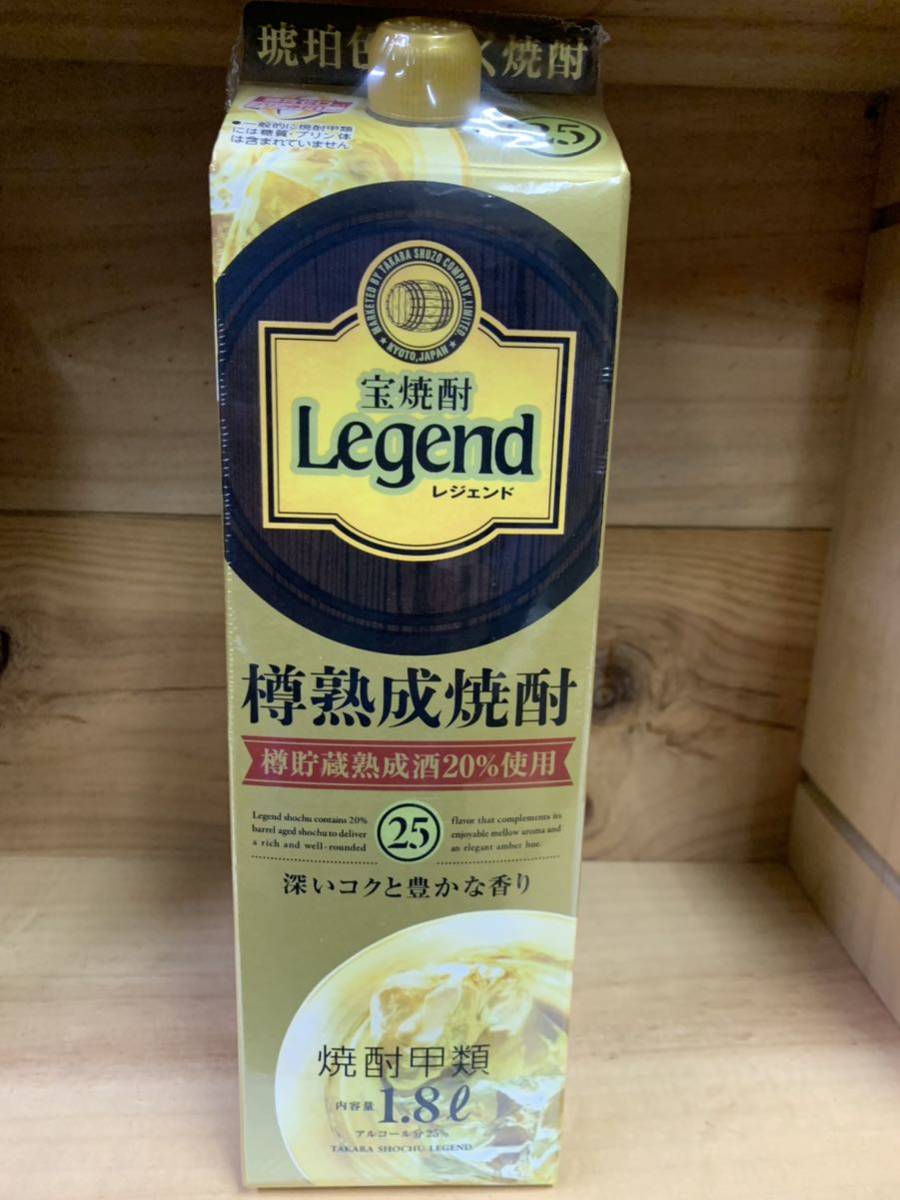 琥珀色 く焼酎
●一般的に焼酎甲類
には糖質・プリン体
は含まれていません
25
MARKETED BY TAKARA SHUZO COMPANY, LIMITED.
★ KYOTO, JAPAN ★
宝焼酎
Legend
レジェンド
樽熟成焼酎
樽貯蔵熟成酒20%使用
Legend shochu contains 20%
barrel aged shochu to deliver
a rich and well-rounded
25
flavor that complements its
enjoyable mellow aroma and
an elegant amber hue.
深いコクと豊かな香り
焼酎甲類
内容量 1.8ℓ
アルコール分25%
TAKARA SHOCHU LEGEND